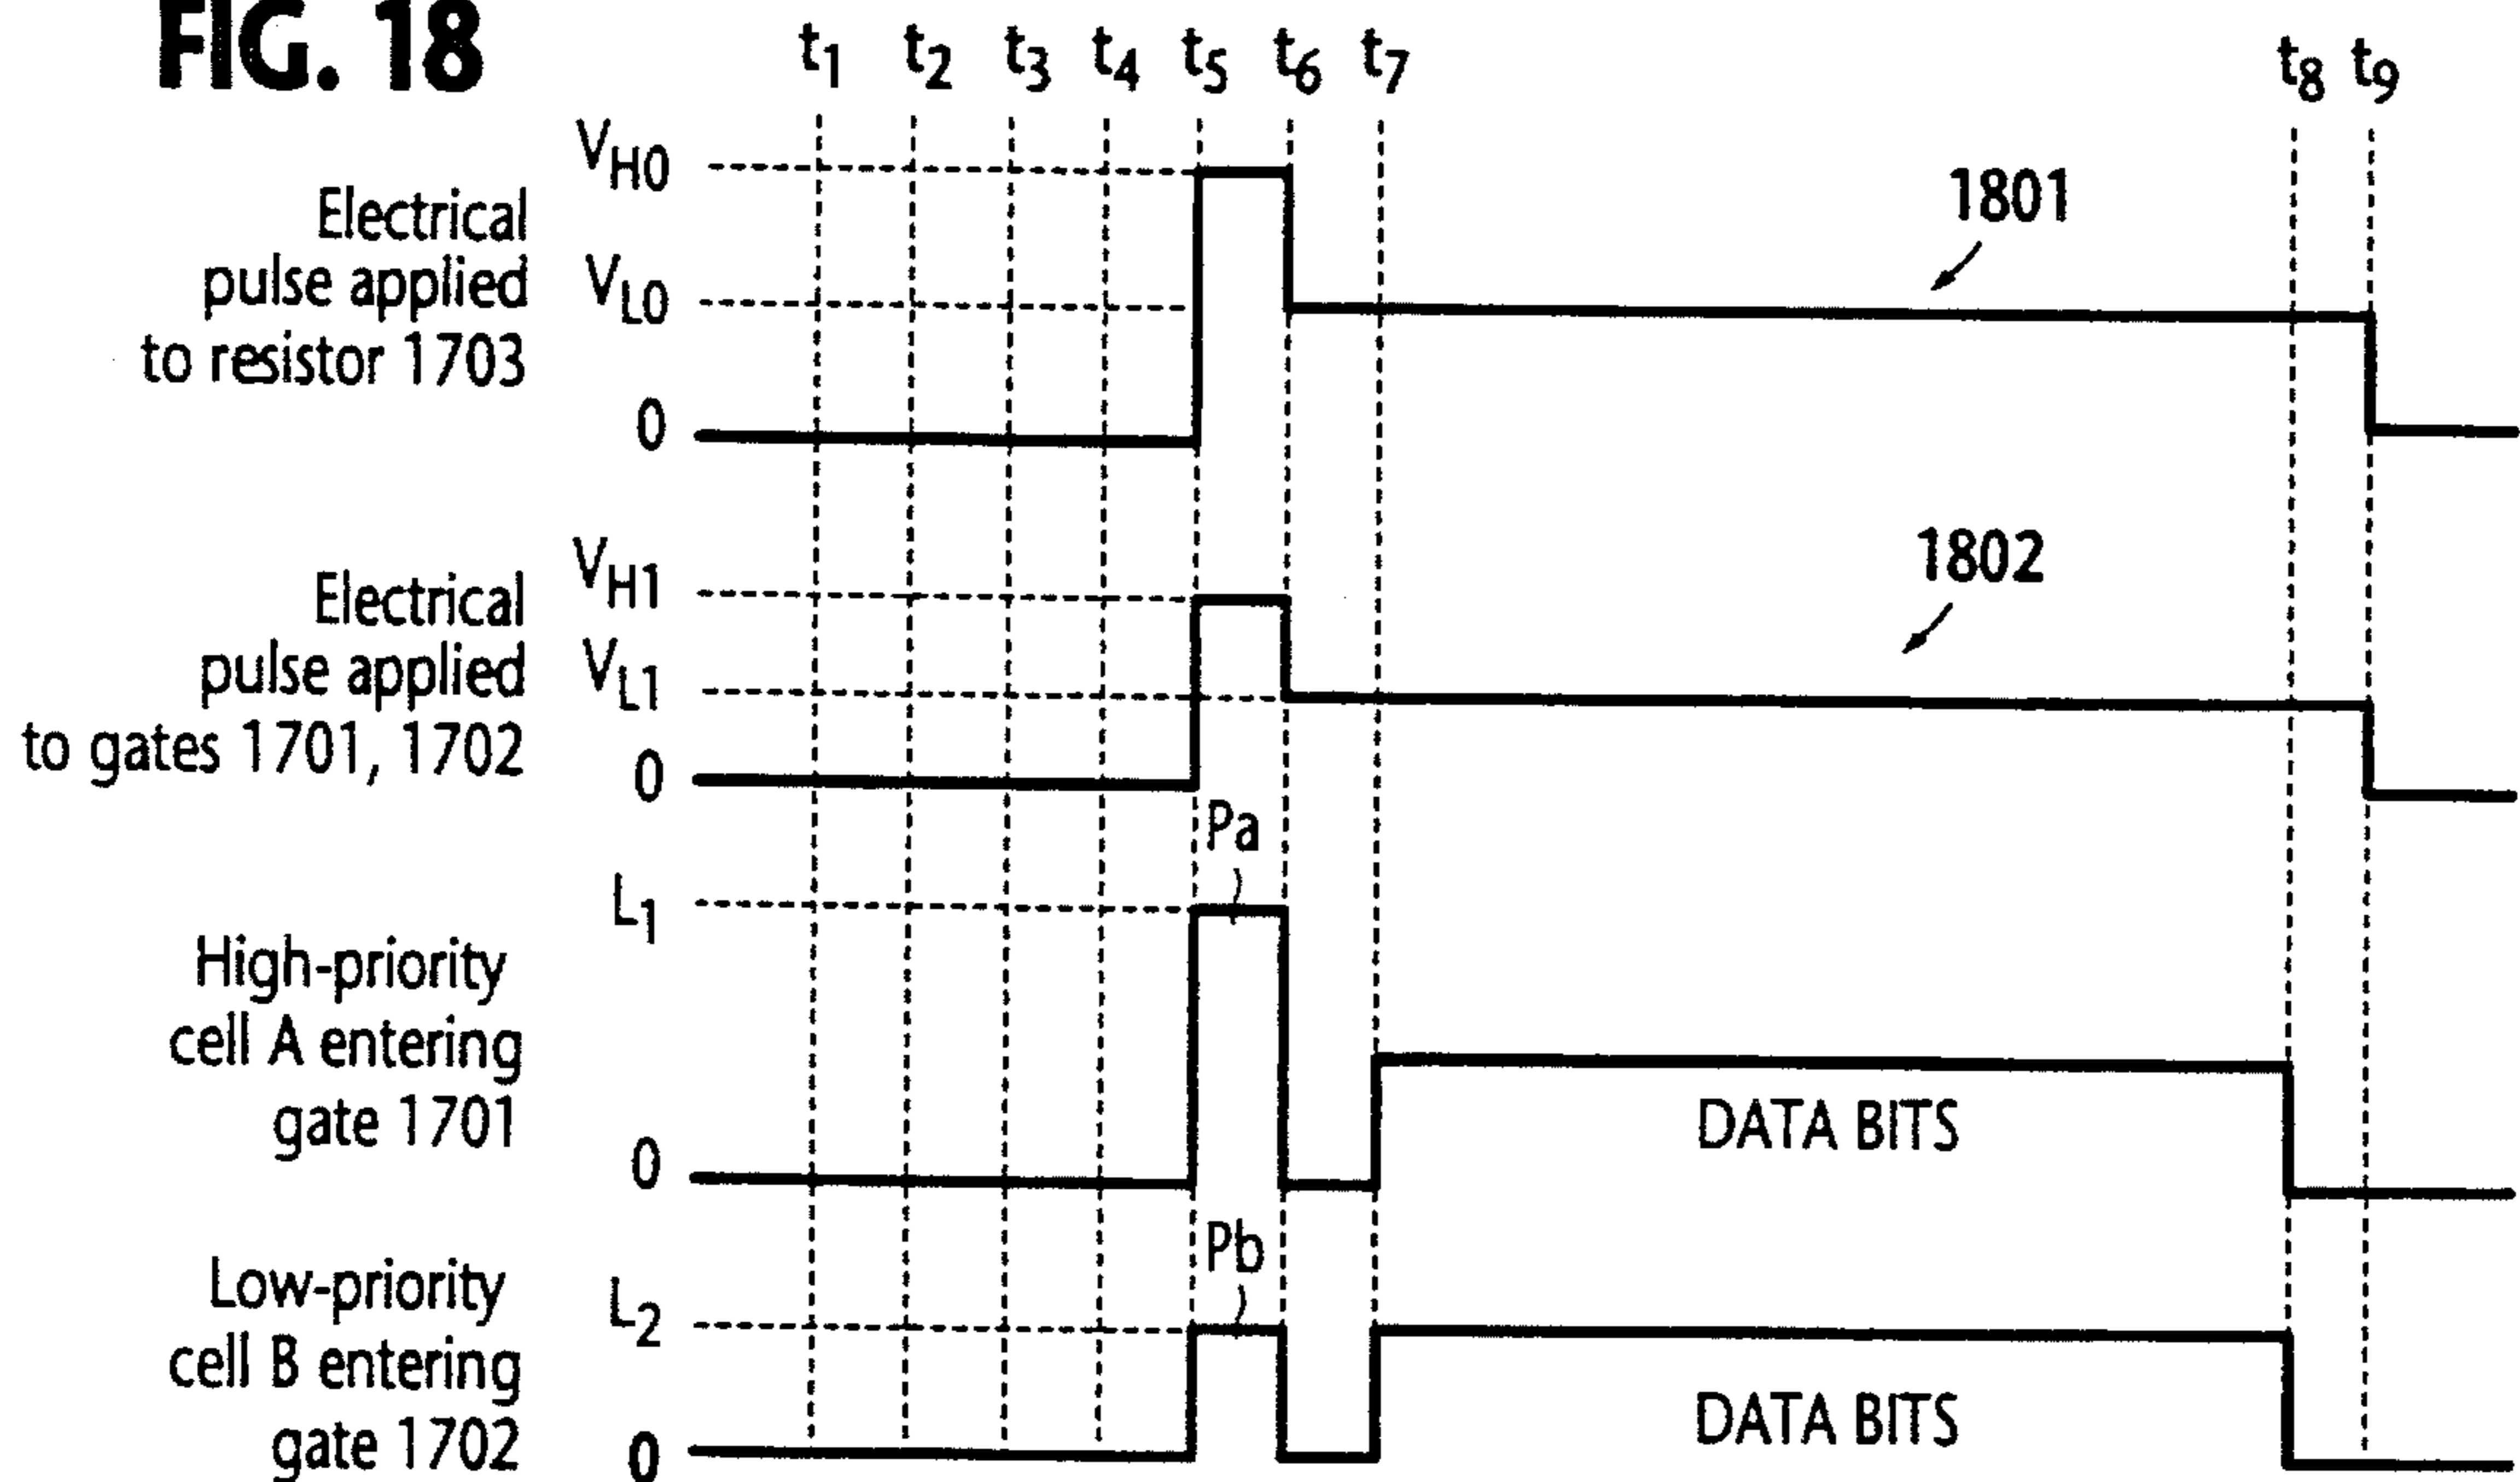 FIG. 18
t1 t2 t3 t4 t5 t6 t7 t8 t9
VH0
Electrical
pulse applied
to resistor 1703
VL0
0
1801
VH1
Electrical
pulse applied
to gates 1701, 1702
VL1
0
1802
Pa
L1
High-priority
cell A entering
gate 1701
0
DATA BITS
Pb
L2
Low-priority
cell B entering
gate 1702
0
DATA BITS